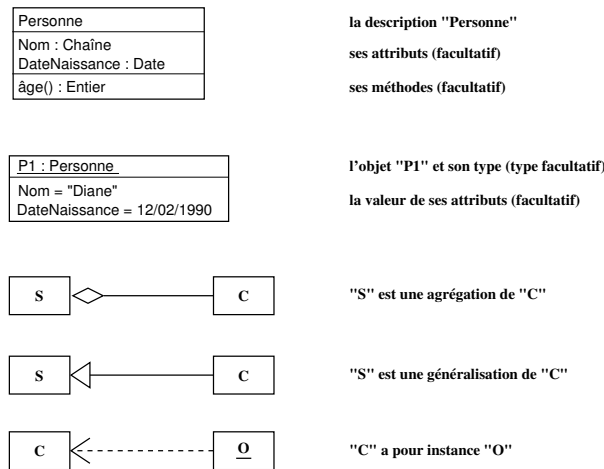 Personne
la description "Personne"
Nom : Chaîne
DateNaissance : Date
ses attributs (facultatif)
âge() : Entier
ses méthodes (facultatif)
P1 : Personne
l'objet "P1" et son type (type facultatif)
Nom = "Diane"
DateNaissance = 12/02/1990
la valeur de ses attributs (facultatif)
S
C
"S" est une agrégation de "C"
S
C
"S" est une généralisation de "C"
C
O
"C" a pour instance "O"